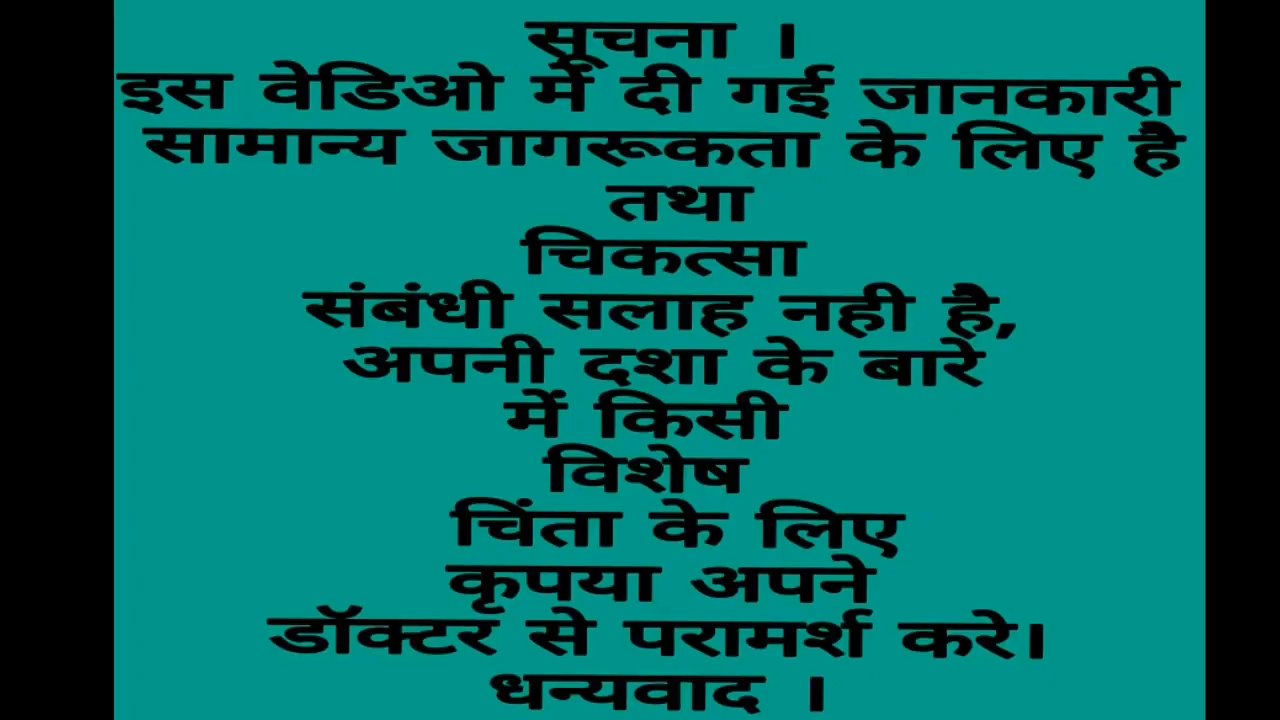 सूचना ।
इस वेडिओ में दी गई जानकारी
सामान्य जागरूकता के लिए है
तथा
चिकत्सा
संबंधी सलाह नही है,
अपनी दशा के बारे
में किसी
विशेष
चिंता के लिए
कृपया अपने
डॉक्टर से परामर्श करे।
धन्यवाद ।